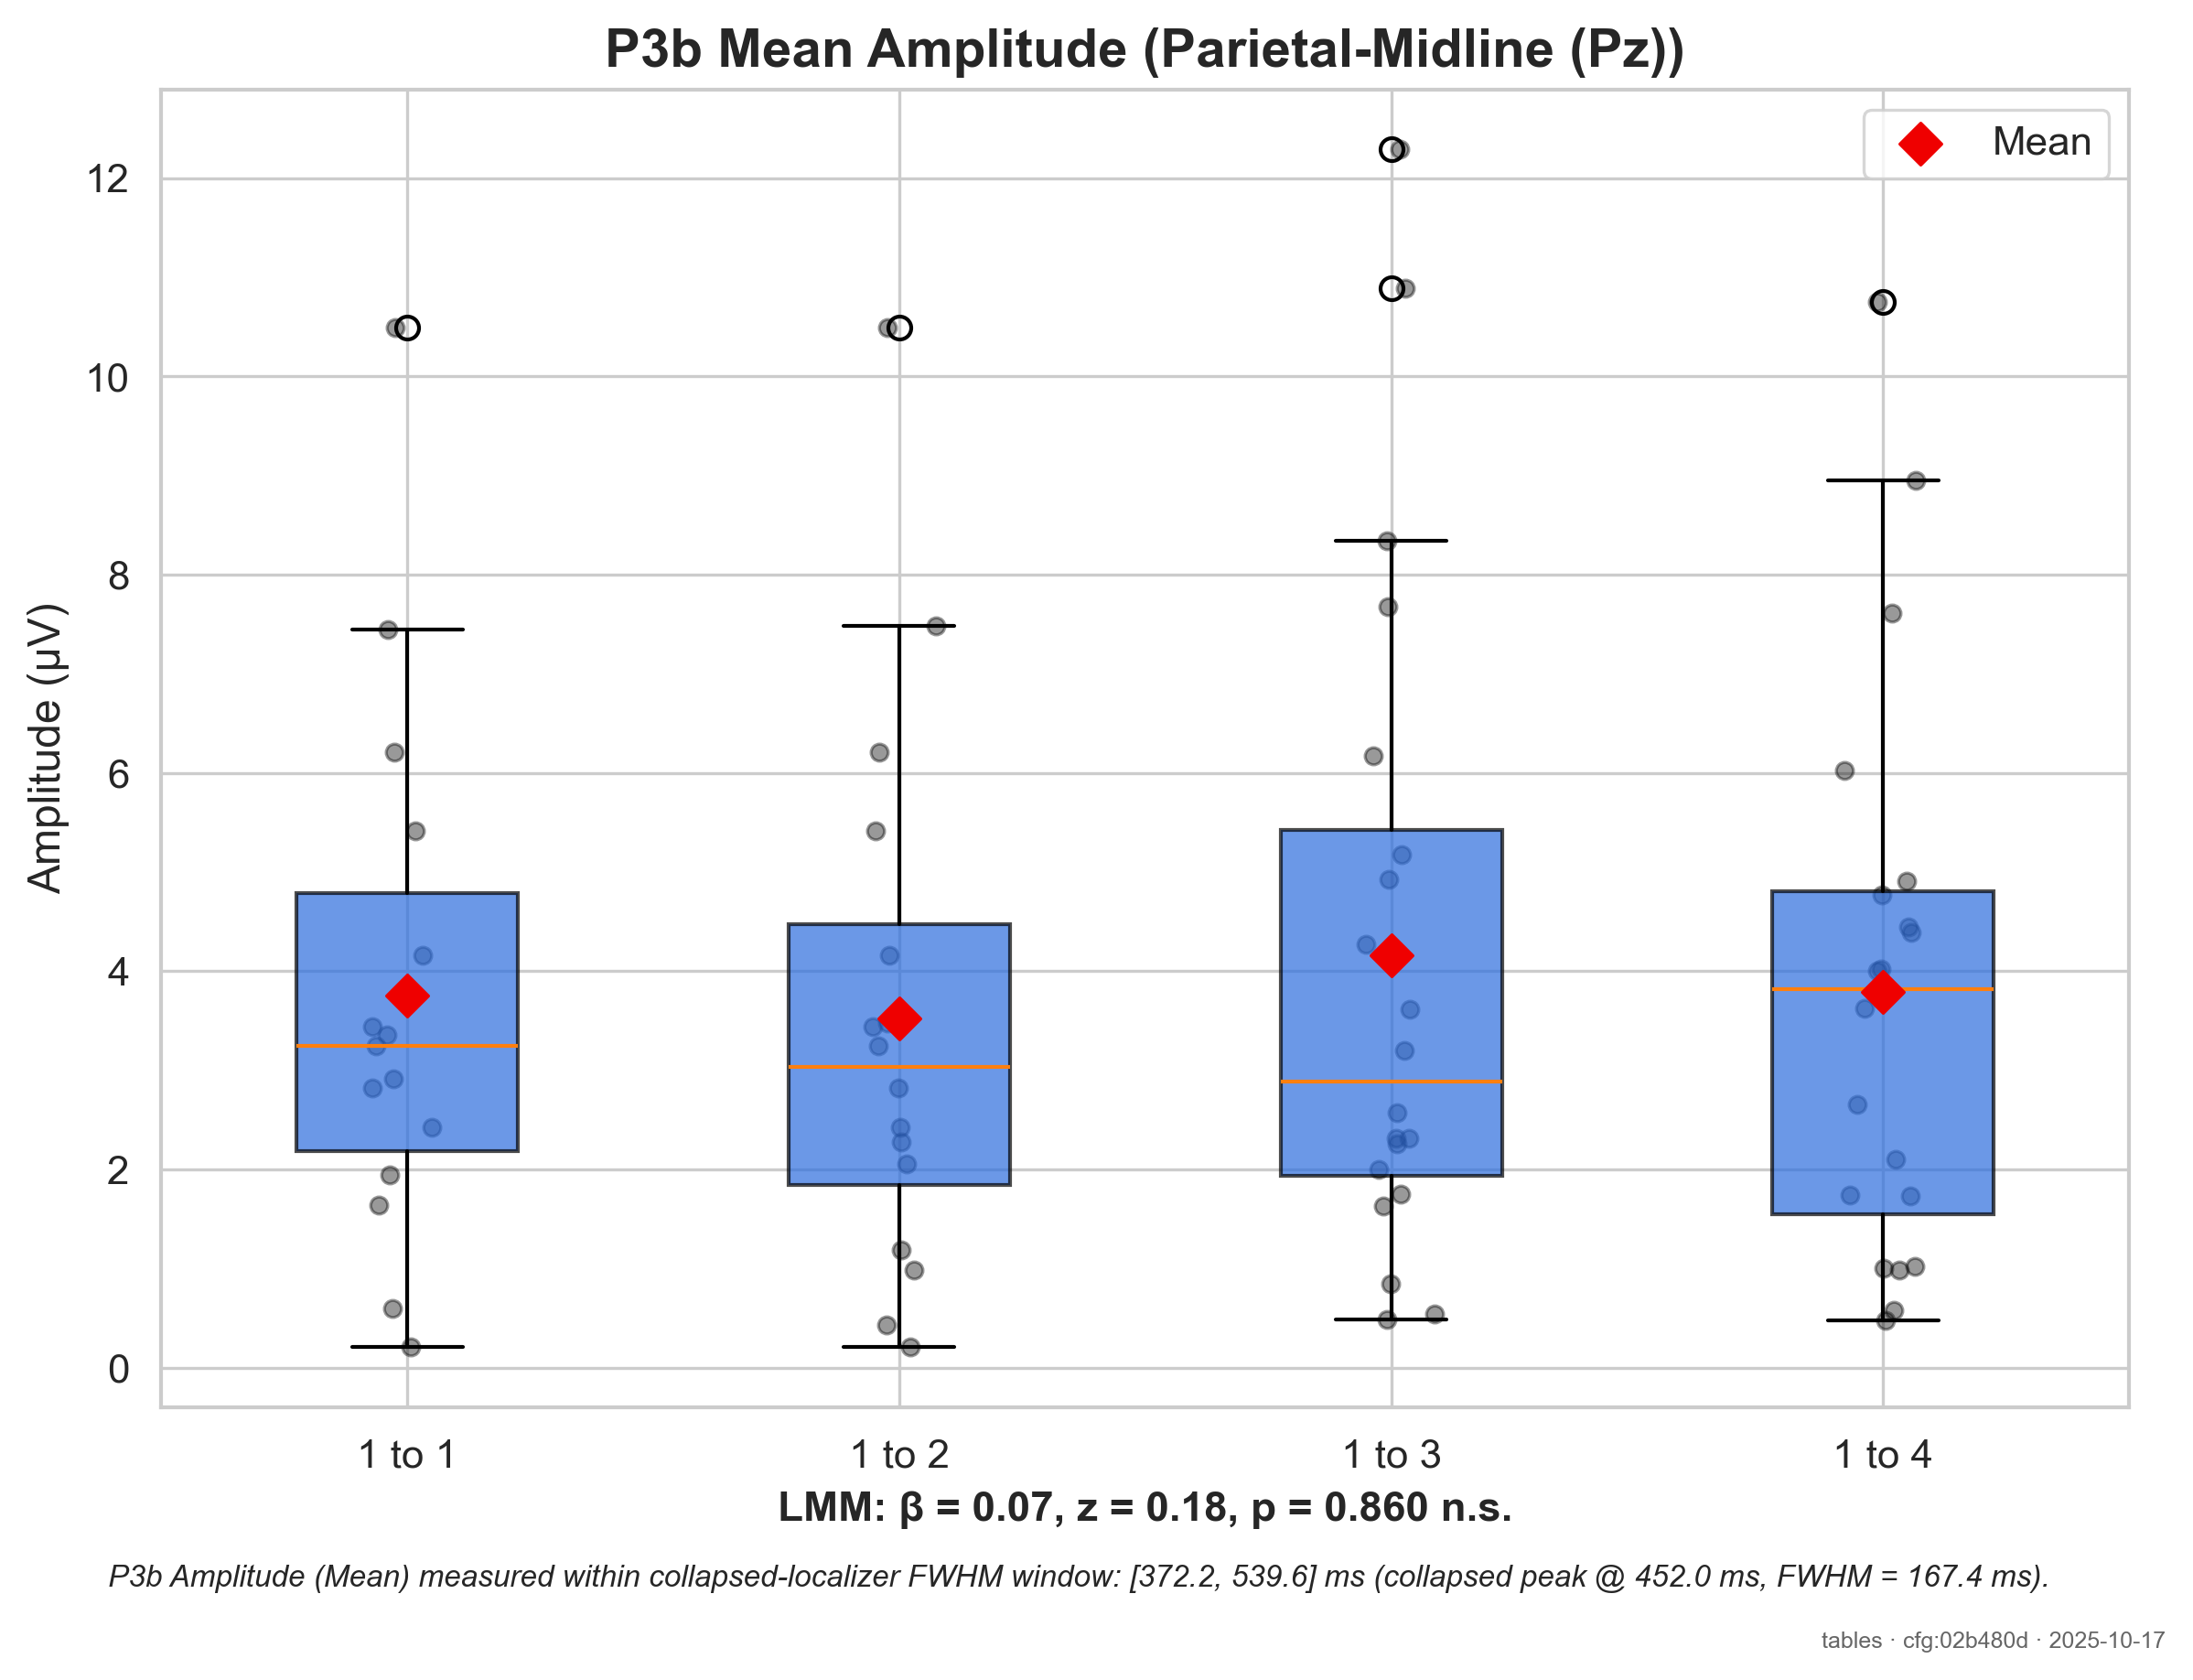 P3b Mean Amplitude (Parietal-Midline (Pz))
Mean
Amplitude (µV)
12
10
8
6
4
2
0
1 to 1
1 to 2
1 to 3
1 to 4
LMM: β = 0.07, z = 0.18, p = 0.860 n.s.
P3b Amplitude (Mean) measured within collapsed-localizer FWHM window: [372.2, 539.6] ms (collapsed peak @ 452.0 ms, FWHM = 167.4 ms).
tables · cfg:02b480d · 2025-10-17